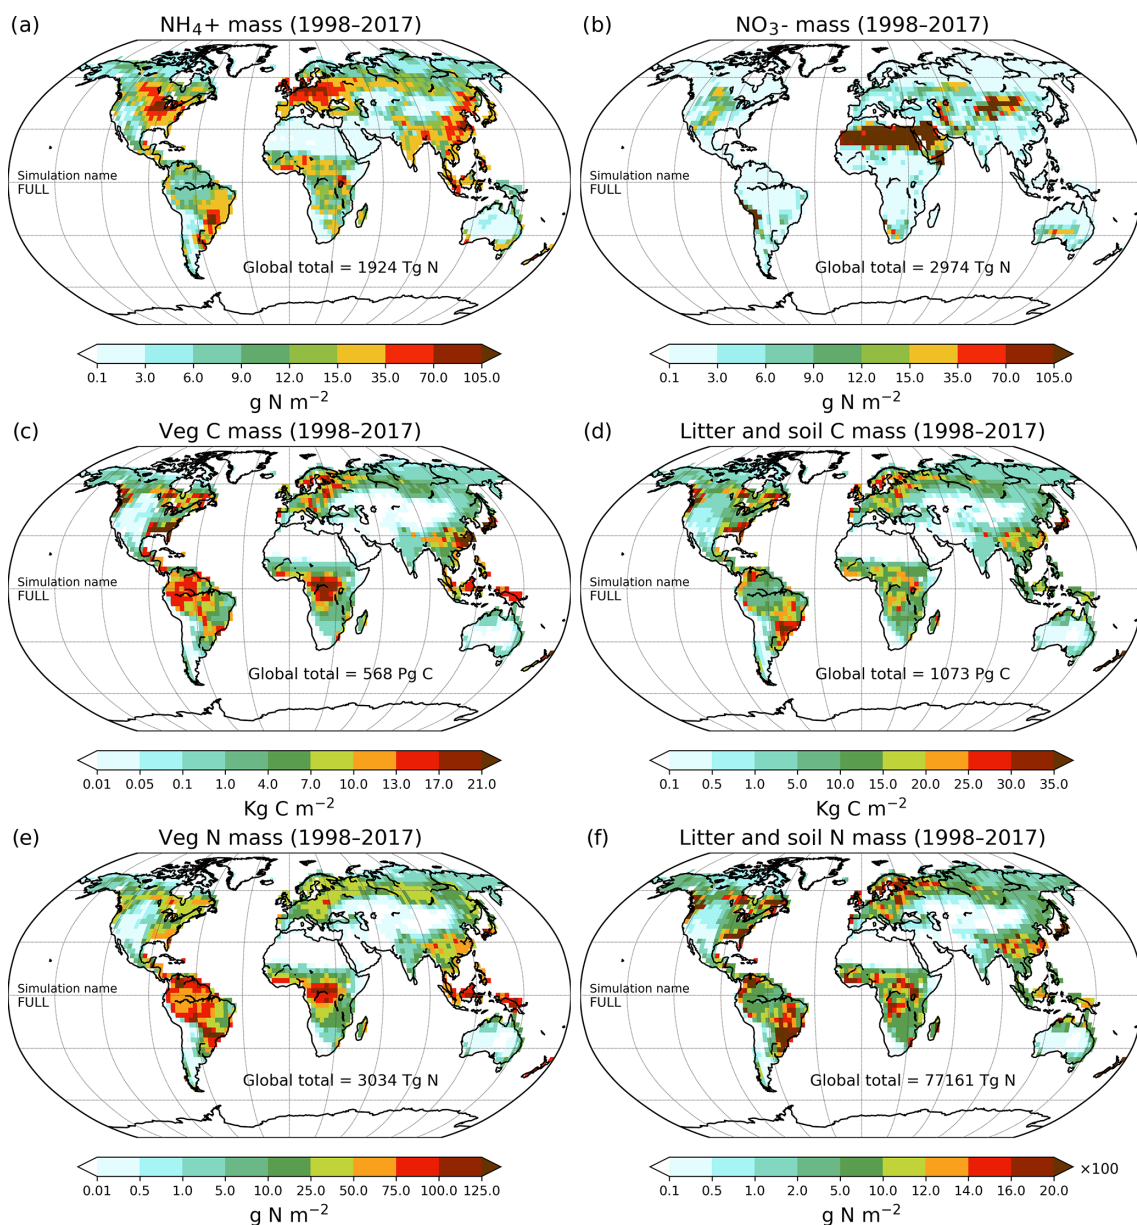 (a)
NH₄+ mass (1998–2017)
Simulation name
FULL
Global total = 1924 Tg N
0.1 3.0 6.0 9.0 12.0 15.0 35.0 70.0 105.0
g N m⁻²
(b)
NO₃- mass (1998–2017)
Simulation name
FULL
Global total = 2974 Tg N
0.1 3.0 6.0 9.0 12.0 15.0 35.0 70.0 105.0
g N m⁻²
(c)
Veg C mass (1998–2017)
Simulation name
FULL
Global total = 568 Pg C
0.01 0.05 0.1 1.0 4.0 7.0 10.0 13.0 17.0 21.0
Kg C m⁻²
(d)
Litter and soil C mass (1998–2017)
Simulation name
FULL
Global total = 1073 Pg C
0.1 0.5 1.0 5.0 10.0 15.0 20.0 25.0 30.0 35.0
Kg C m⁻²
(e)
Veg N mass (1998–2017)
Simulation name
FULL
Global total = 3034 Tg N
0.01 0.5 1.0 5.0 10.0 25.0 50.0 75.0 100.0 125.0
g N m⁻²
(f)
Litter and soil N mass (1998–2017)
Simulation name
FULL
Global total = 77161 Tg N
0.1 0.5 1.0 2.0 5.0 10.0 12.0 14.0 16.0 20.0
×100
g N m⁻²